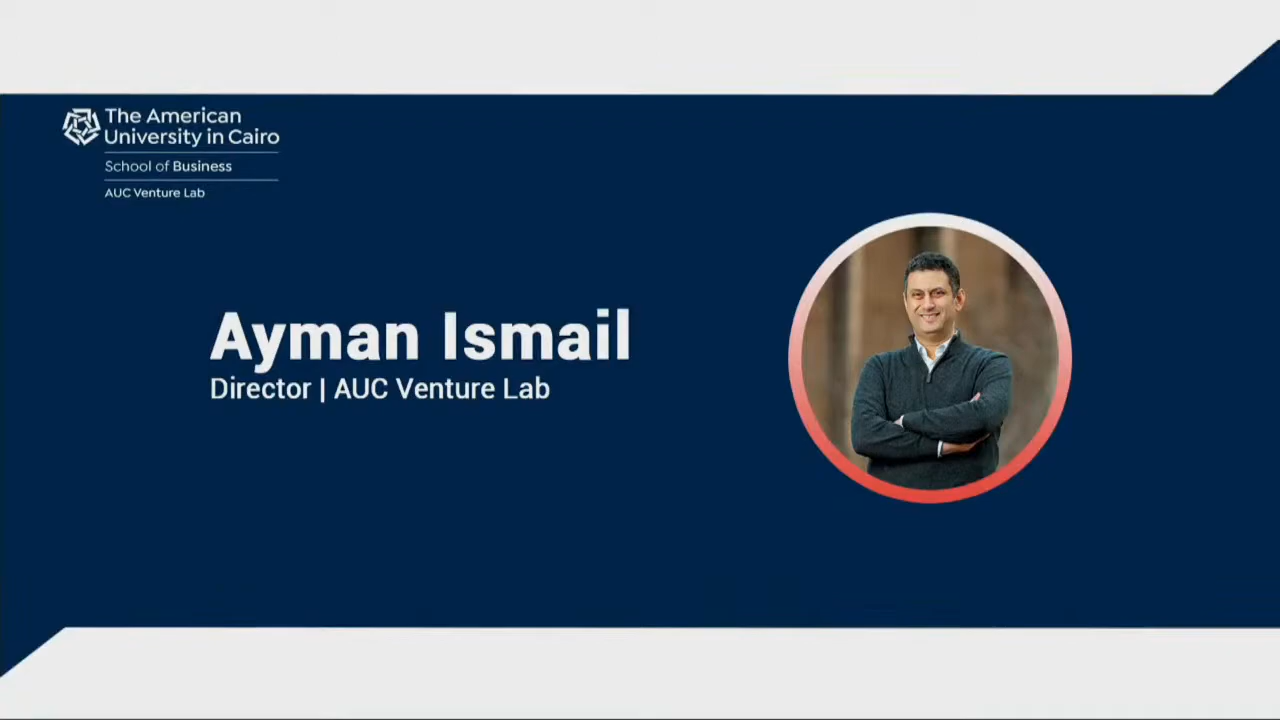 The American
University in Cairo
School of Business
AUC Venture Lab
Ayman Ismail
Director | AUC Venture Lab